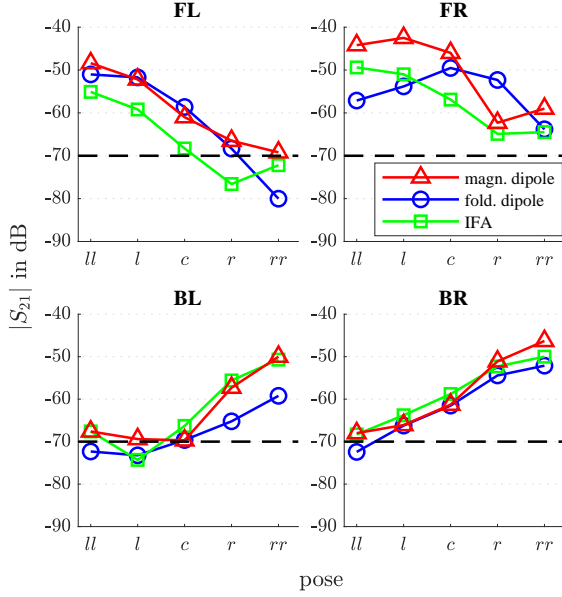 FL
FR
-40
-50
-60
-70
-80
-90
ll l c r rr
-40
-50
-60
-70
-80
-90
ll l c r rr
magn. dipole
fold. dipole
IFA
|S21| in dB
BL
BR
-40
-50
-60
-70
-80
-90
ll l c r rr
-40
-50
-60
-70
-80
-90
ll l c r rr
pose